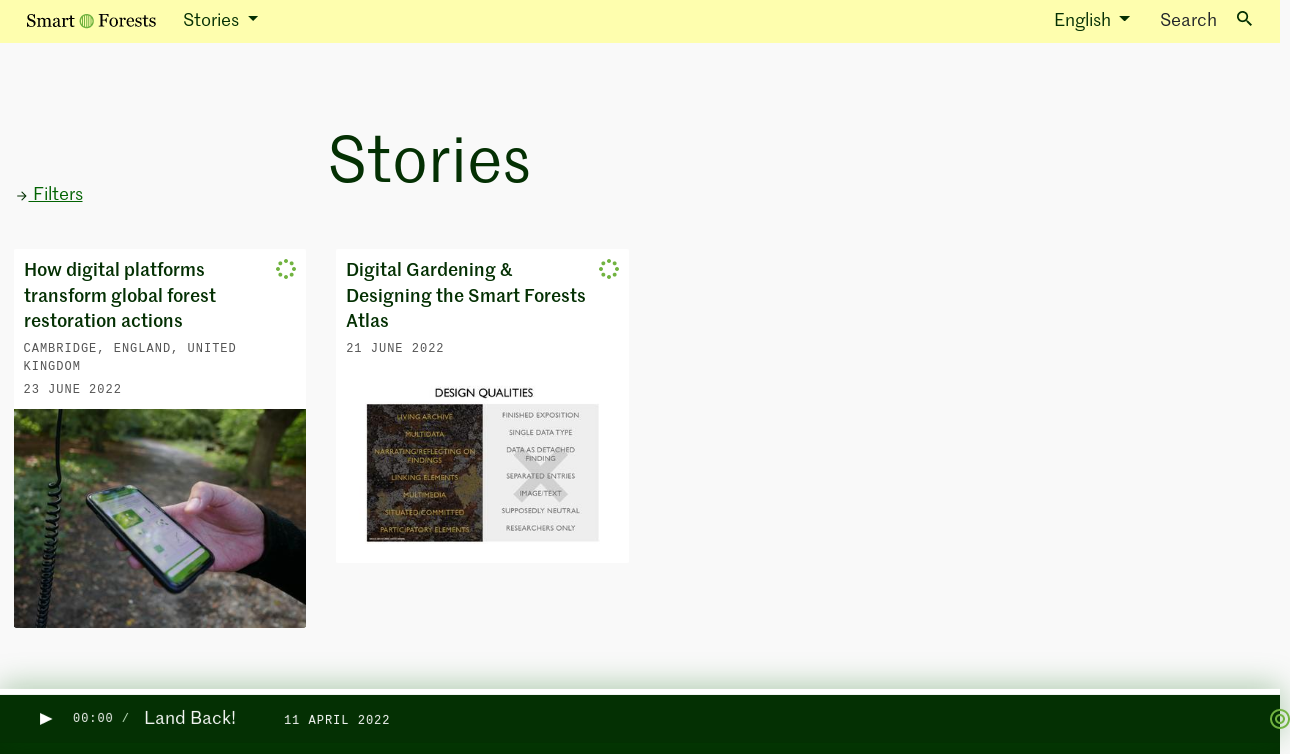 Smart Forests
Stories
English
Search
Stories
Filters
How digital platforms
transform global forest
restoration actions
CAMBRIDGE, ENGLAND, UNITED
KINGDOM
23 JUNE 2022
Digital Gardening &
Designing the Smart Forests
Atlas
21 JUNE 2022
DESIGN QUALITIES
LIVING ARCHIVE
MULTIDATA
NARRATING/REFLECTING ON
FINDINGS
LINKING ELEMENTS
MULTIMEDIA
SITUATED/COMMITTED
PARTICIPATORY ELEMENTS
FINISHED EXPOSITION
SINGLE DATA TYPE
DATA AS DETACHED
FINDING
SEPARATED ENTRIES
IMAGE/TEXT
SUPPOSEDLY NEUTRAL
RESEARCHERS ONLY
00:00 /
Land Back!
11 APRIL 2022